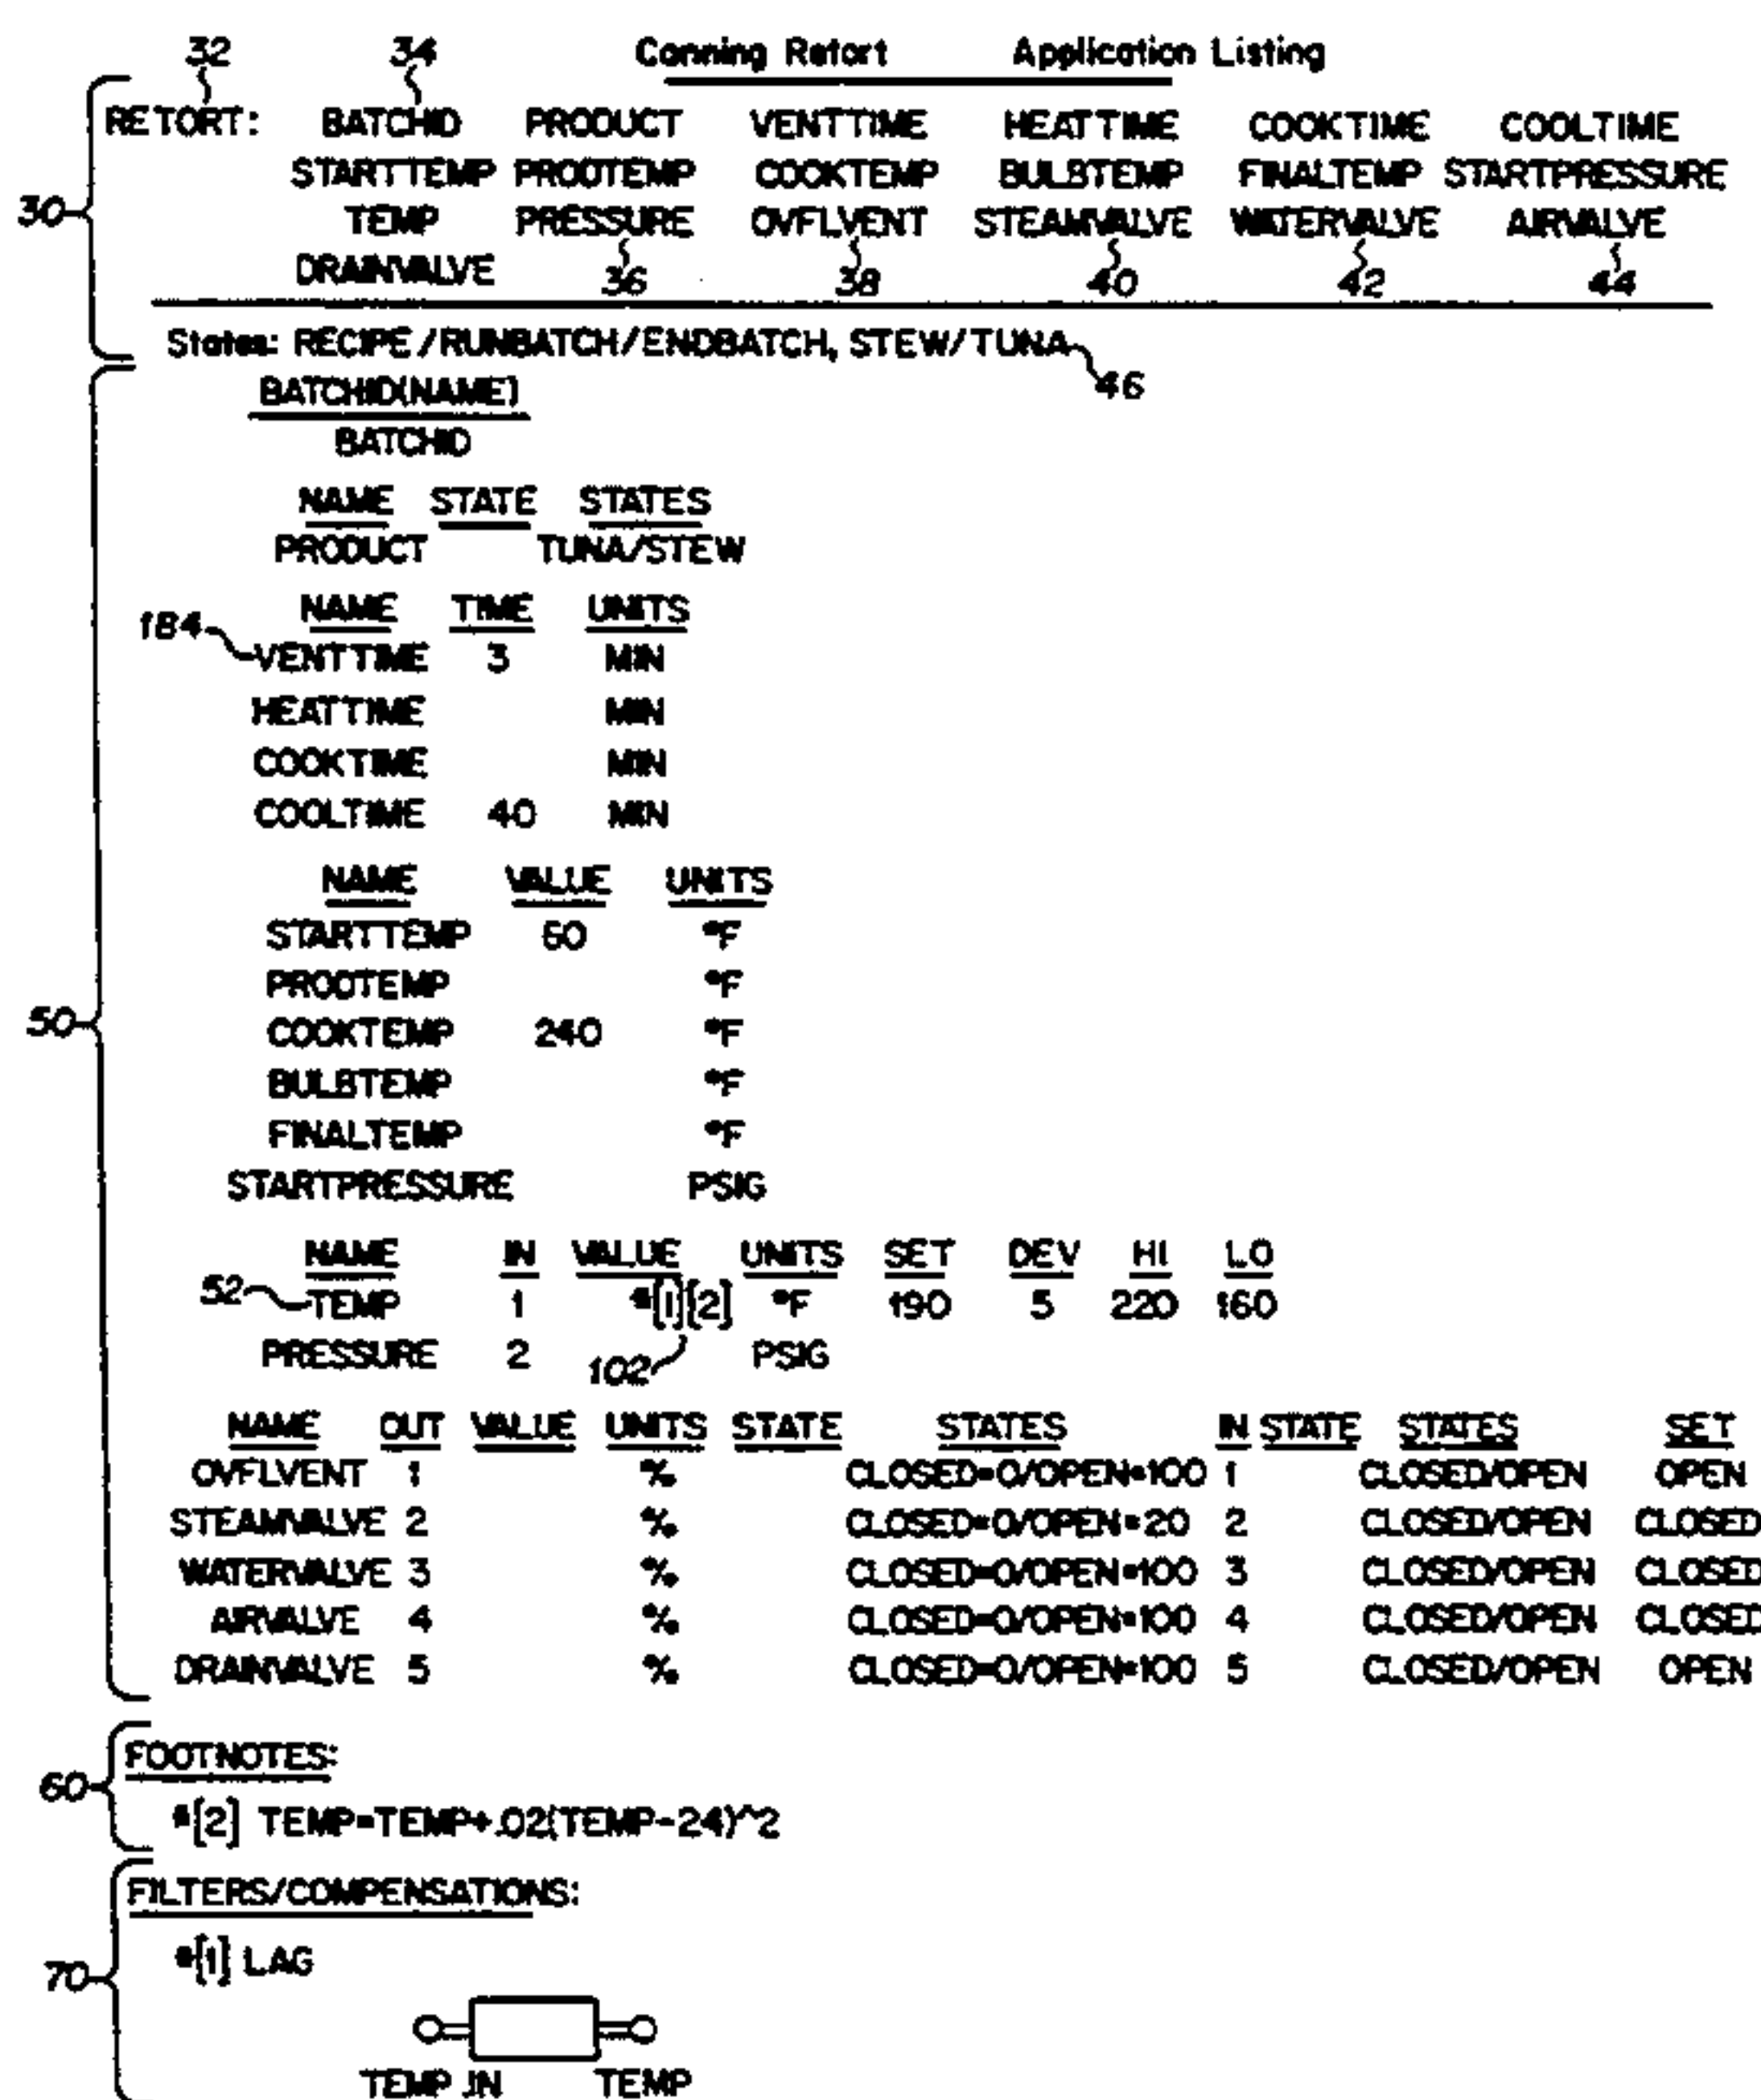 32 34 Canning Retort Application Listing
RETORT: BATCHID PRODUCT VENTTIME HEATTIME COOKTIME COOLTIME
STARTTEMP PRODTEMP COOKTEMP BULBTEMP FINALTEMP STARTPRESSURE
30
TEMP PRESSURE OVFLVENT STEAMVALVE WATERVALVE AIRVALVE
DRAINVALVE 36 38 40 42 44
States: RECIPE/RUNBATCH/ENDBATCH, STEW/TUNA
46
BATCHID(NAME)
BATCHID
NAME STATE STATES
PRODUCT TUNA/STEW
NAME TIME UNITS
184
VENTTIME 3 MIN
HEATTIME MIN
COOKTIME MIN
COOLTIME 40 MIN
NAME VALUE UNITS
STARTTEMP 60 °F
PRODTEMP °F
50
COOKTEMP 240 °F
BULBTEMP °F
FINALTEMP °F
STARTPRESSURE PSIG
NAME IN VALUE UNITS SET DEV HI LO
52 TEMP 1 *[1][2] °F 190 5 220 160
PRESSURE 2 102 PSIG
NAME OUT VALUE UNITS STATE STATES IN STATE STATES SET
OVFLVENT 1 % CLOSED=0/OPEN=100 1 CLOSED/OPEN OPEN
STEAMVALVE 2 % CLOSED=0/OPEN=20 2 CLOSED/OPEN CLOSED
WATERVALVE 3 % CLOSED=0/OPEN=100 3 CLOSED/OPEN CLOSED
AIRVALVE 4 % CLOSED=0/OPEN=100 4 CLOSED/OPEN CLOSED
DRAINVALVE 5 % CLOSED=0/OPEN=100 5 CLOSED/OPEN OPEN
FOOTNOTES:
60
*[2] TEMP=TEMP+.02(TEMP-24)^2
FILTERS/COMPENSATIONS:
*[1] LAG
70
TEMP.IN TEMP